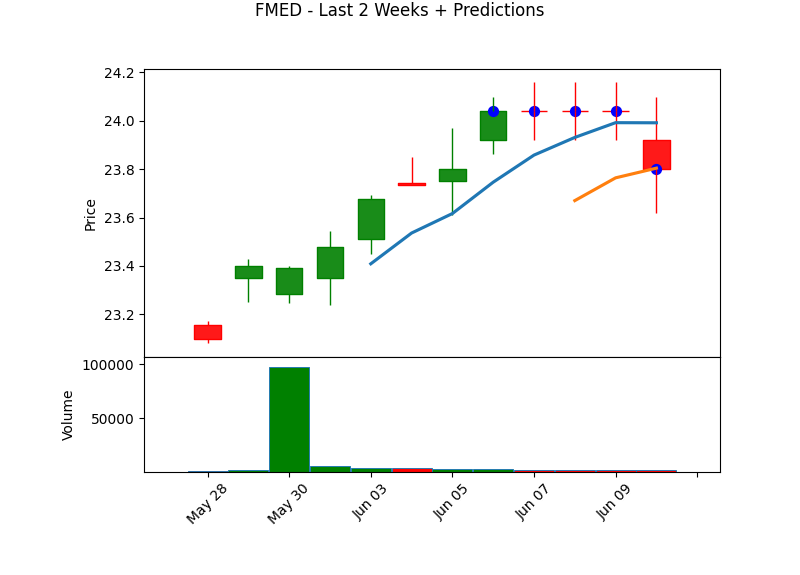 FMED - Last 2 Weeks + Predictions
24.2
24.0
23.8
23.6
23.4
23.2
Price
100000
50000
Volume
May 28
May 30
Jun 03
Jun 05
Jun 07
Jun 09